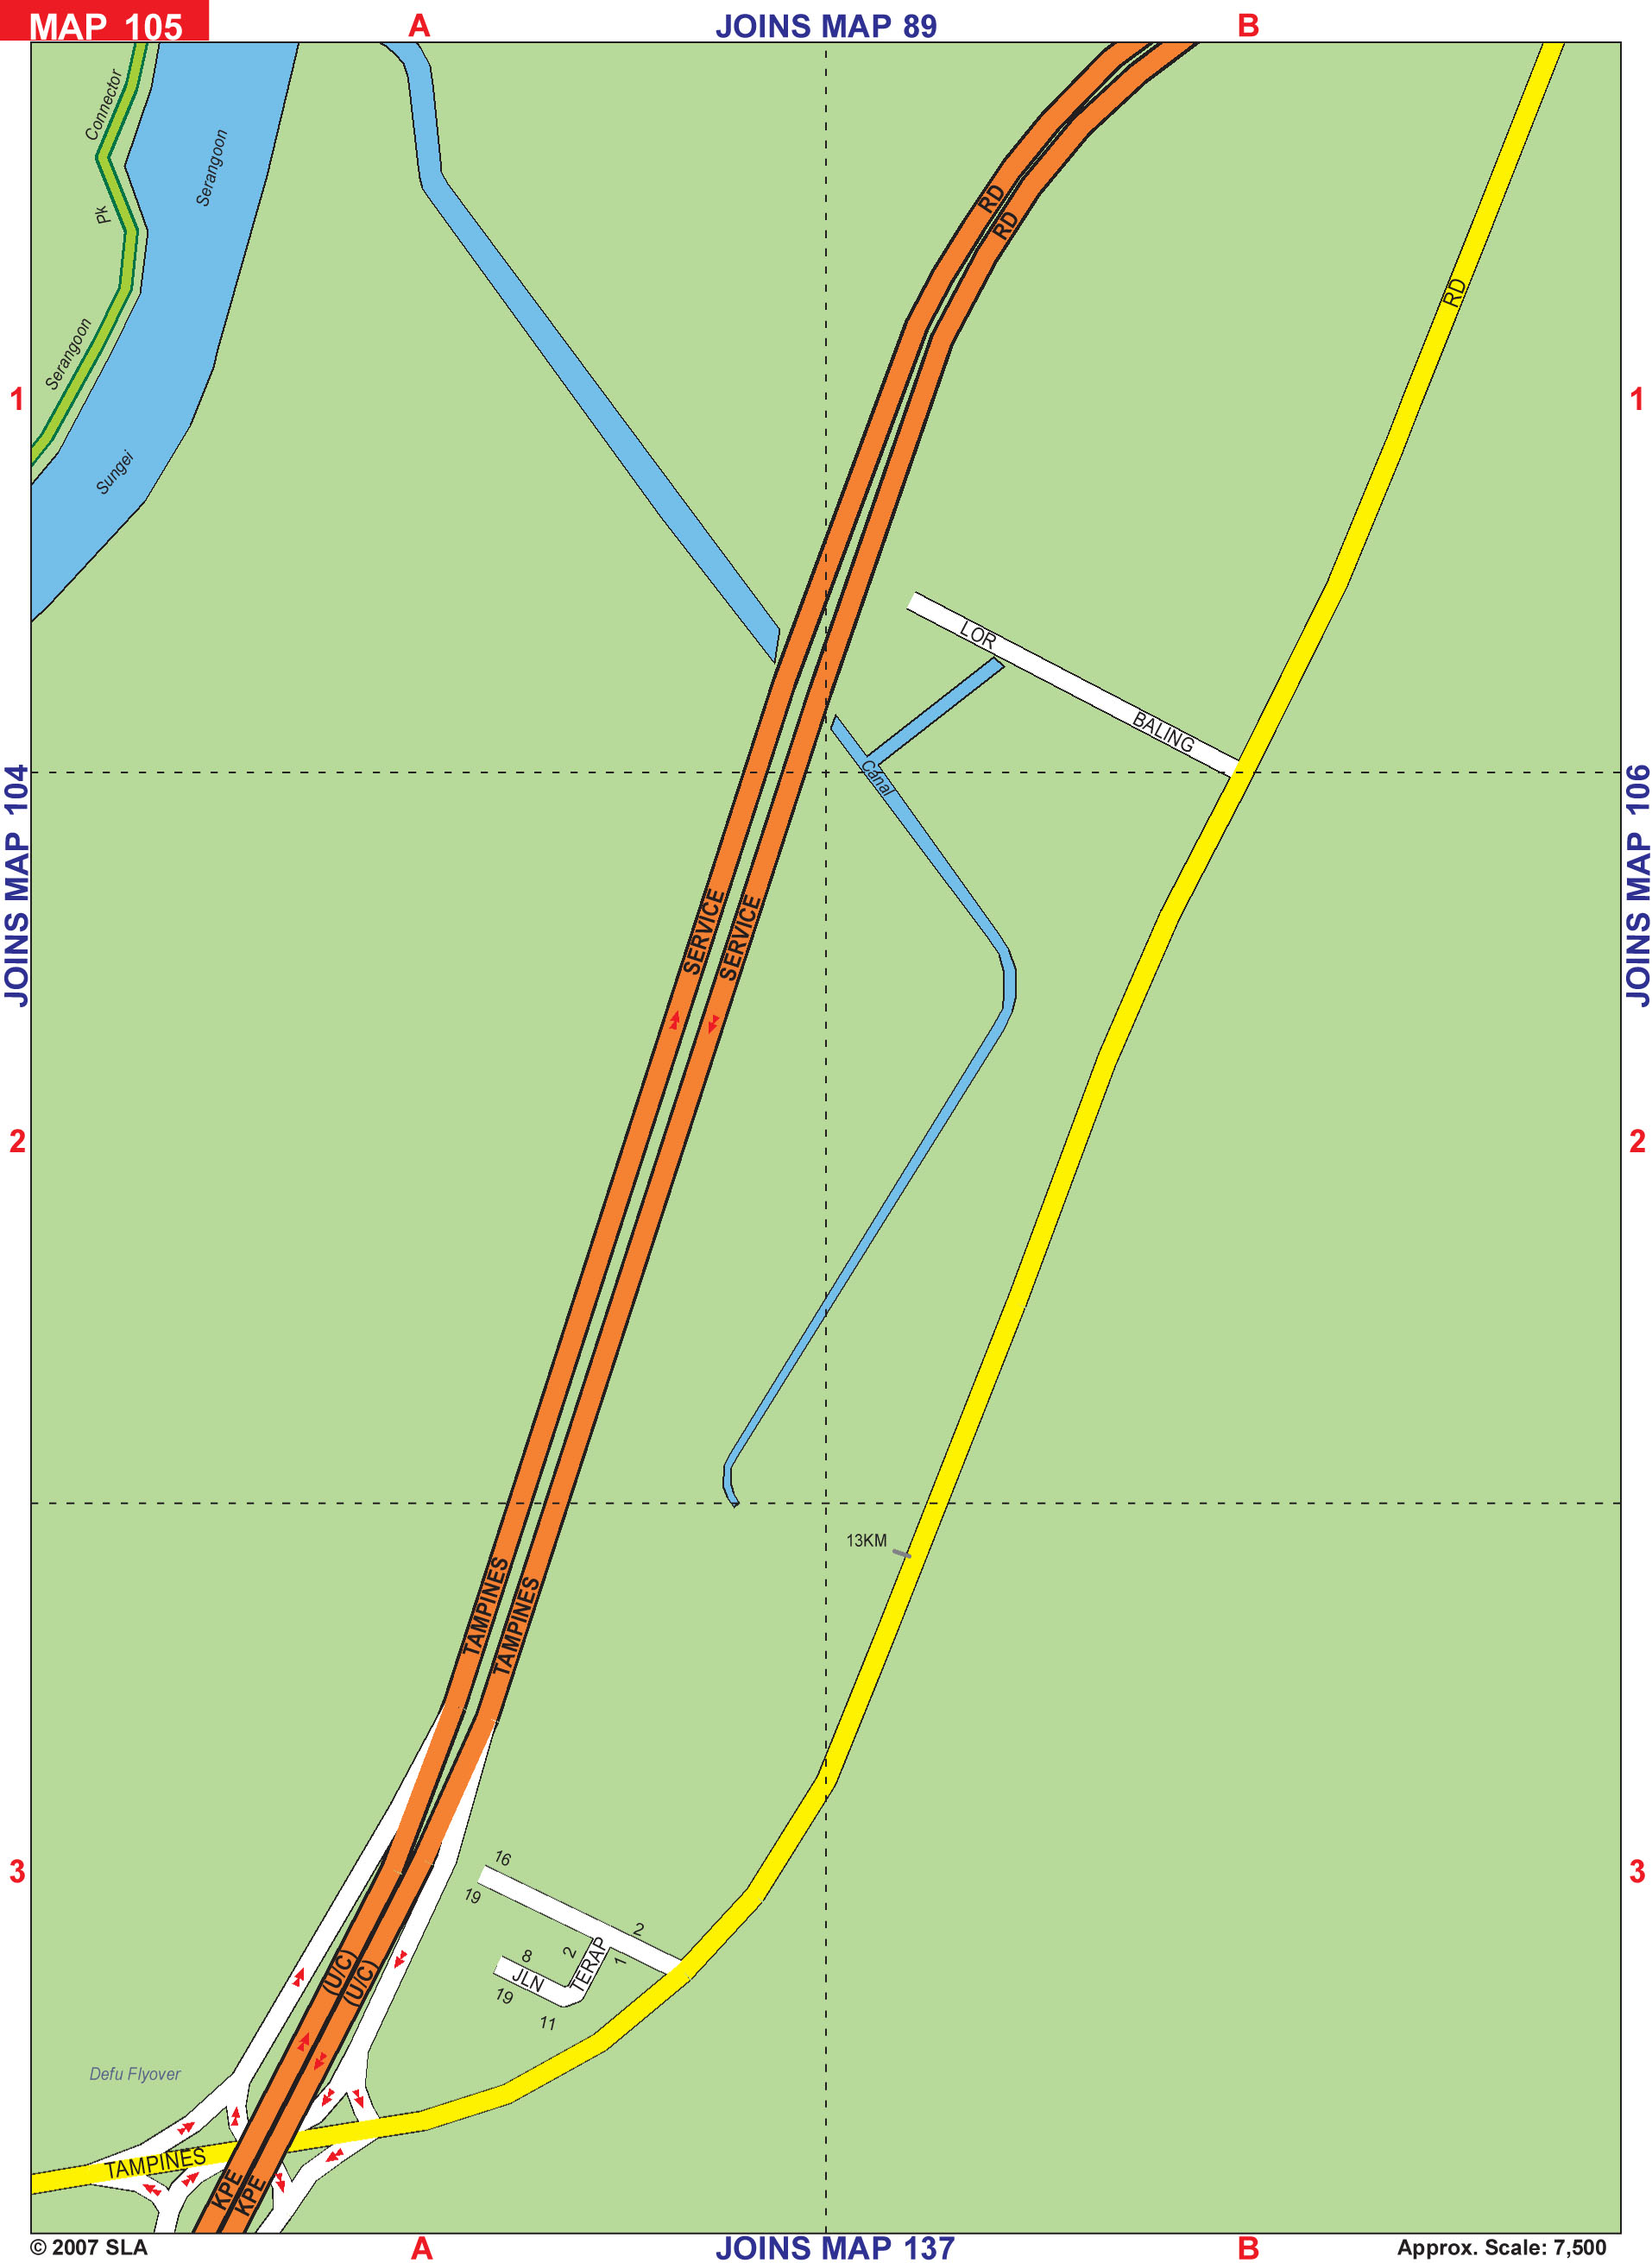 MAP 105
A
JOINS MAP 89
B
Connector
Serangoon
Pk
RD
RD
RD
Serangoon
1
1
Sungei
LOR
BALING
JOINS MAP 104
Canal
JOINS MAP 106
SERVICE
SERVICE
2
2
13KM
TAMPINES
TAMPINES
3
3
16
19
2
8
2
TERAP
1
JLN
19
11
(U/C)
(U/C)
Defu Flyover
TAMPINES
KPE
KPE
© 2007 SLA
A
JOINS MAP 137
B
Approx. Scale: 7,500